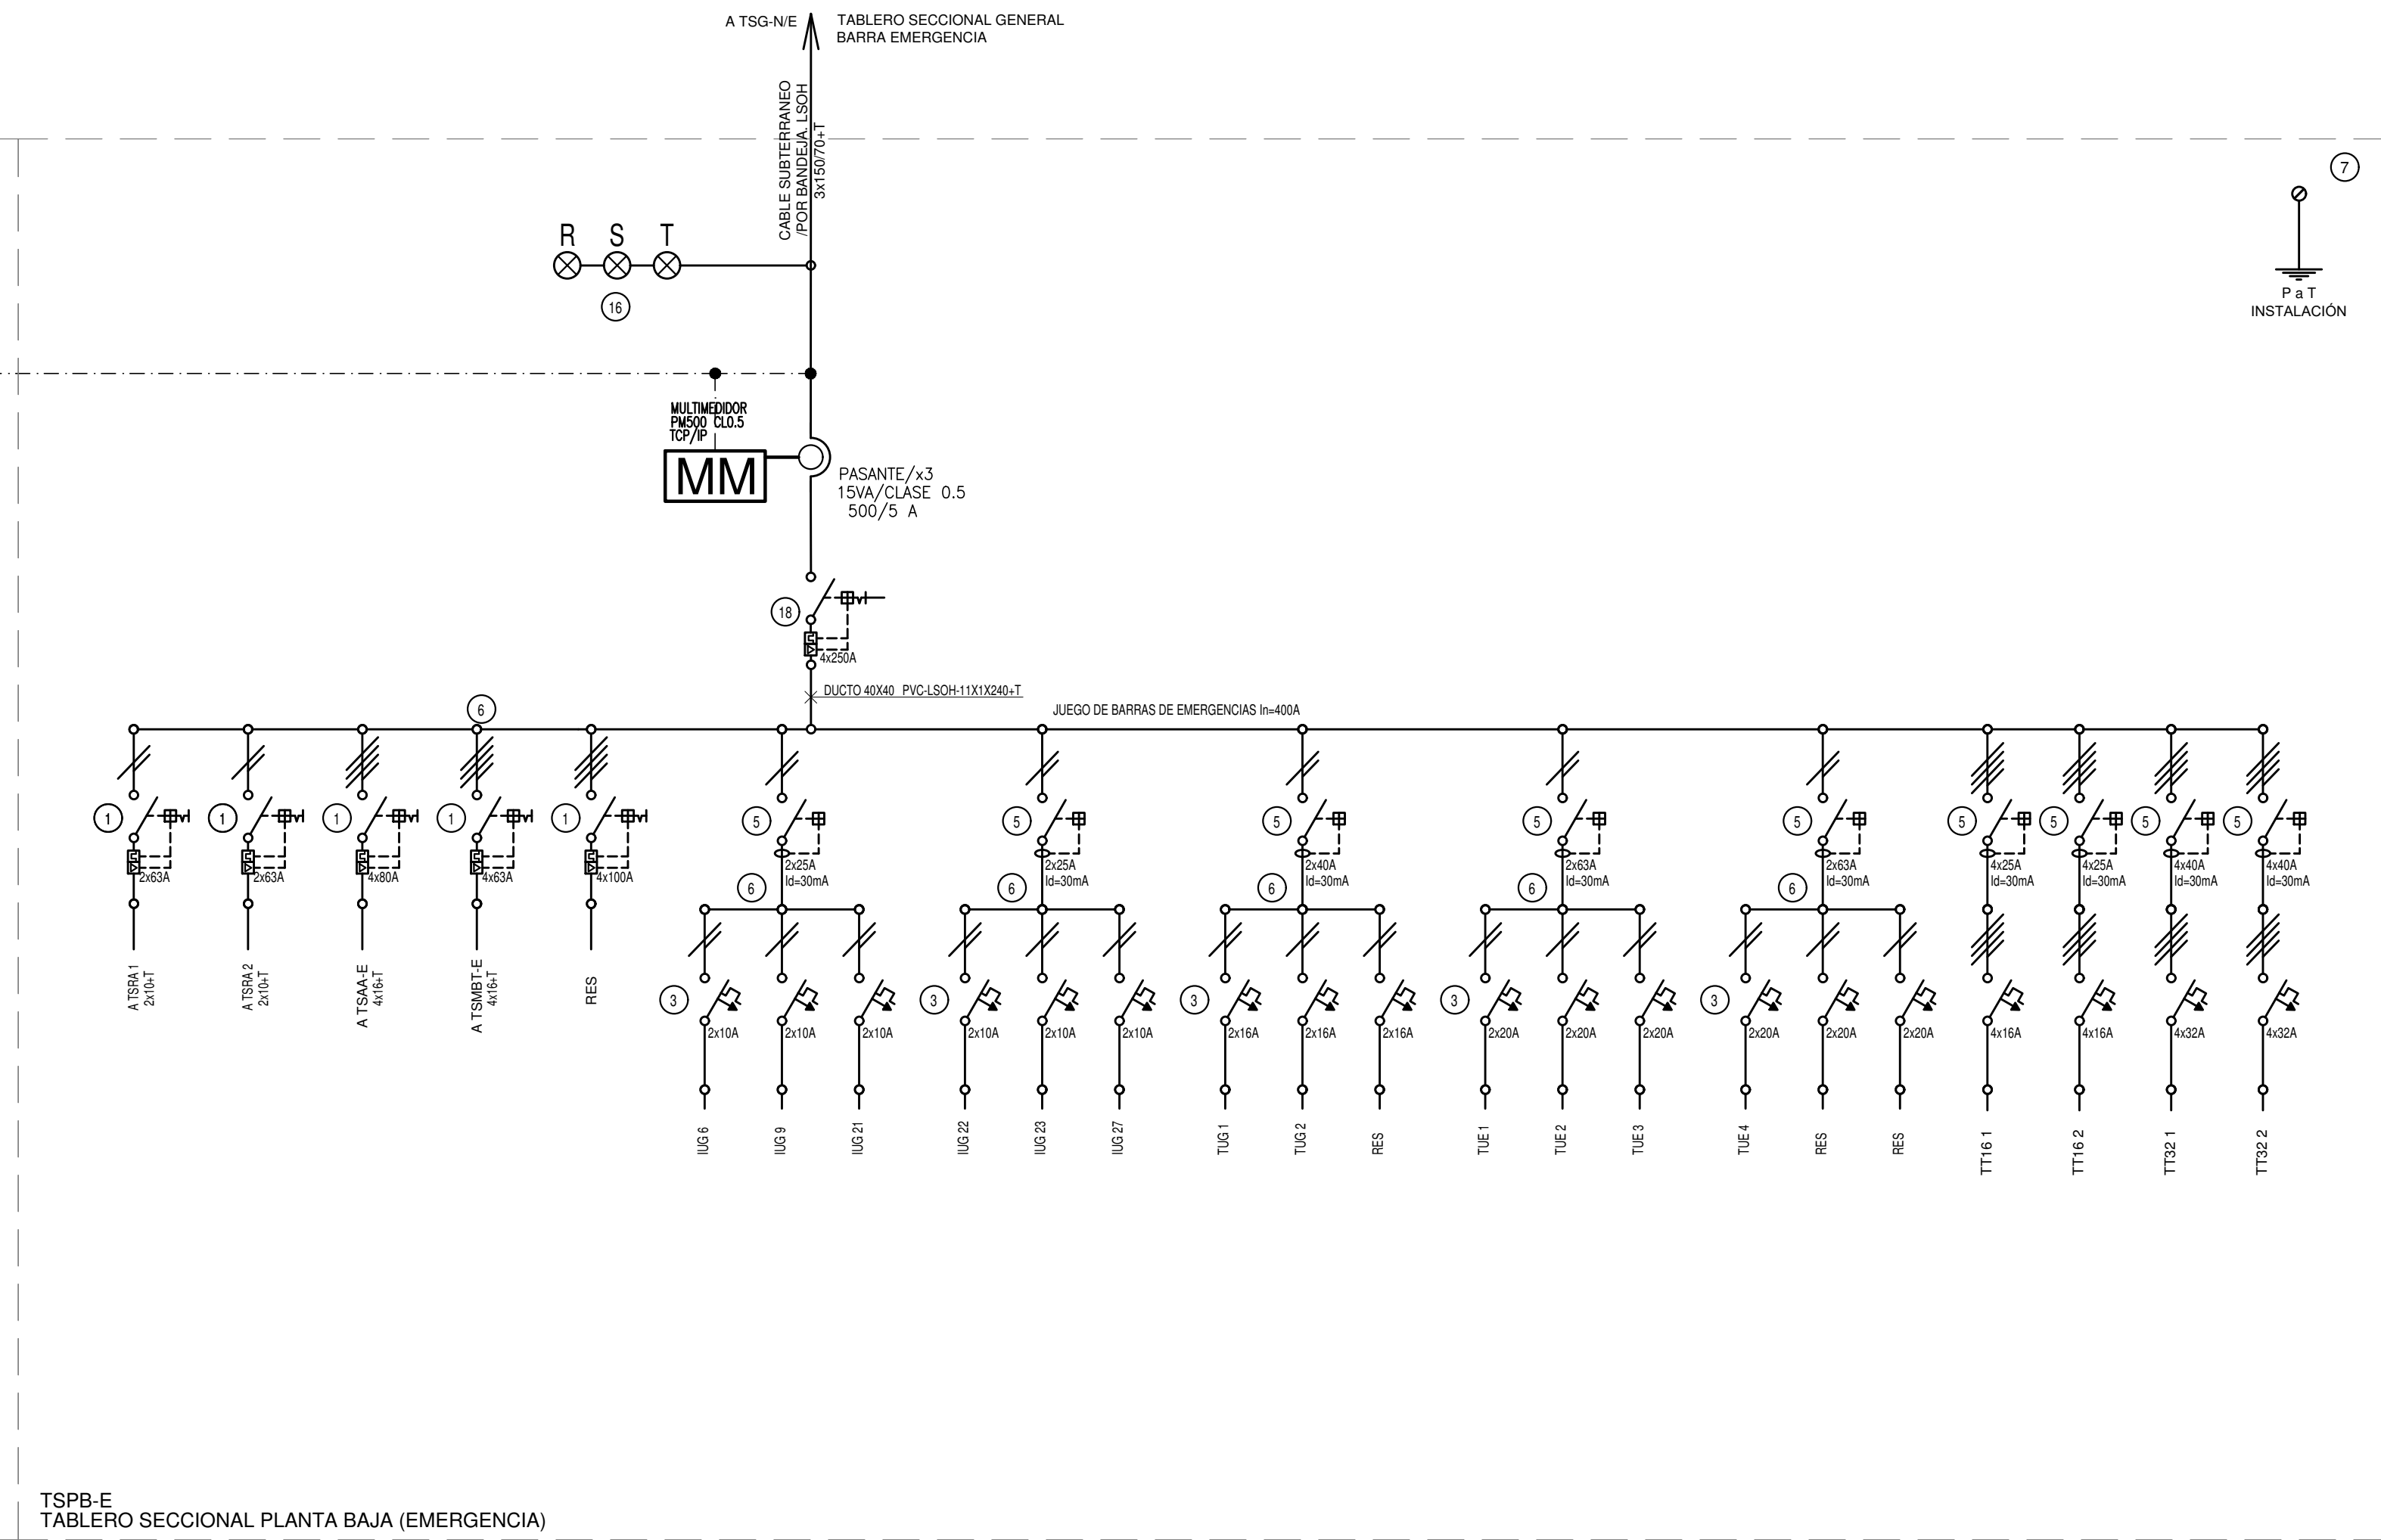 A TSG-N/E
TABLERO SECCIONAL GENERAL
BARRA EMERGENCIA
CABLE SUBTERRANEO
/POR BANDEJA. LSOH
3x150/70+T
7
P a T
INSTALACIÓN
R S T
16
MULTIMEDIDOR
PM500 CL0.5
TCP/IP
MM
PASANTE/x3
15VA/CLASE 0.5
500/5 A
18
4x250A
DUCTO 40X40 PVC-LSOH-11X1X240+T
JUEGO DE BARRAS DE EMERGENCIAS In=400A
6
1
2x63A
A TSRA 1
2x10+T
1
2x63A
A TSRA 2
2x10+T
1
4x80A
A TSAA-E
4x16+T
1
4x63A
A TSMBT-E
4x16+T
1
4x100A
RES
5
2x25A
Id=30mA
6
3
2x10A
2x10A
2x10A
IUG 6
IUG 9
IUG 21
5
2x25A
Id=30mA
6
3
2x10A
2x10A
2x10A
IUG 22
IUG 23
IUG 27
5
2x40A
Id=30mA
6
3
2x16A
2x16A
2x16A
TUG 1
TUG 2
RES
5
2x63A
Id=30mA
6
3
2x20A
2x20A
2x20A
TUE 1
TUE 2
TUE 3
5
2x63A
Id=30mA
6
3
2x20A
2x20A
2x20A
TUE 4
RES
RES
5
4x25A
Id=30mA
4x16A
TT16 1
5
4x25A
Id=30mA
4x16A
TT16 2
5
4x40A
Id=30mA
4x32A
TT32 1
5
4x40A
Id=30mA
4x32A
TT32 2
TSPB-E
TABLERO SECCIONAL PLANTA BAJA (EMERGENCIA)